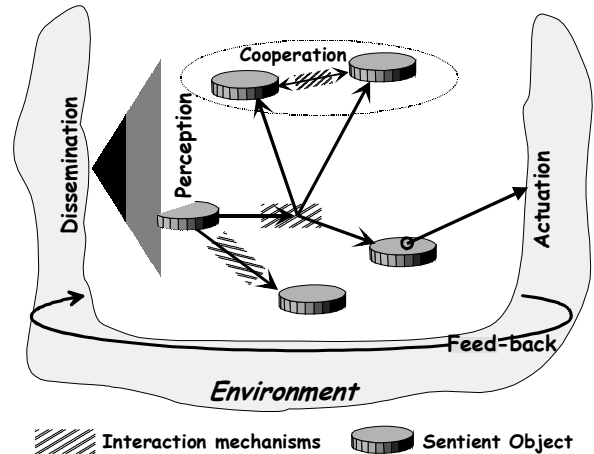 Cooperation
Perception
Dissemination
Actuation
Feed-back
Environment
Interaction mechanisms
Sentient Object